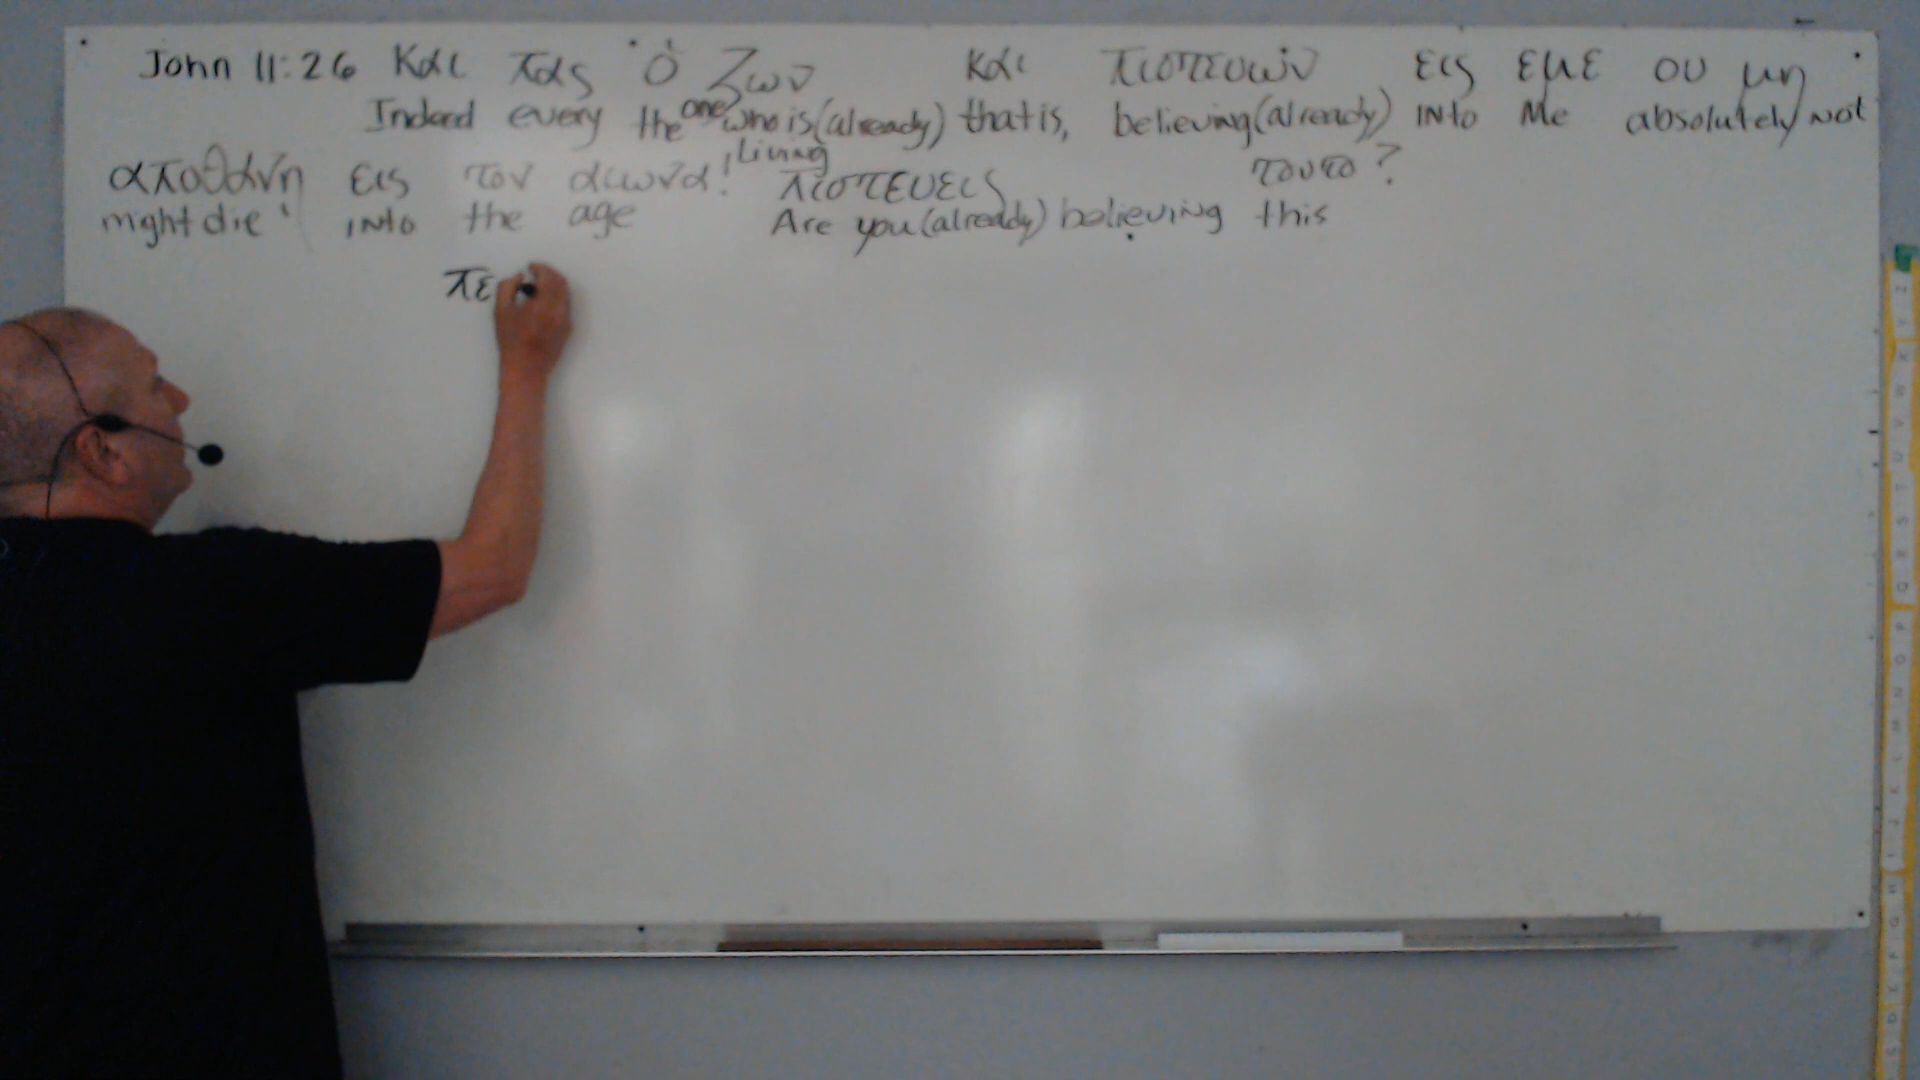 John 11:26 Και πας ὁ ζων και πιστευων εις εμε ου μη
Indeed every the one who is (already) living that is, believing (already) into Me absolutely not
αποθανη εις τον αιωνα! πιστευεις τουτο?
might die into the age Are you (already) believing this
πε